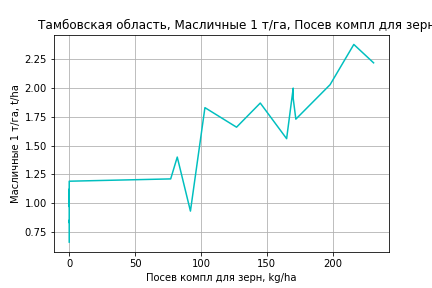 Тамбовская область, Масличные 1 т/га, Посев компл для зерн
Масличные 1 т/га, t/ha
2.25
2.00
1.75
1.50
1.25
1.00
0.75
0 50 100 150 200
Посев компл для зерн, kg/ha